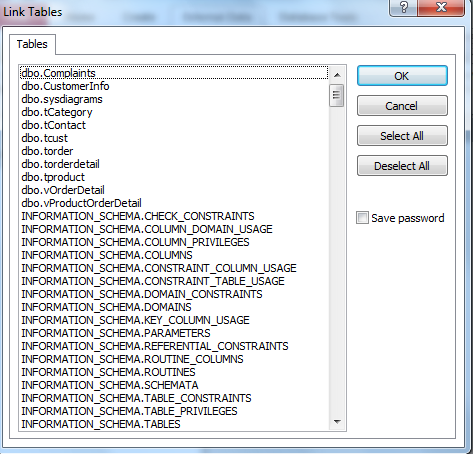 Link Tables
?
Tables
dbo.Complaints
dbo.CustomerInfo
dbo.sysdiagrams
dbo.tCategory
dbo.tContact
dbo.tcust
dbo.torder
dbo.torderdetail
dbo.tproduct
dbo.vOrderDetail
dbo.vProductOrderDetail
INFORMATION_SCHEMA.CHECK_CONSTRAINTS
INFORMATION_SCHEMA.COLUMN_DOMAIN_USAGE
INFORMATION_SCHEMA.COLUMN_PRIVILEGES
INFORMATION_SCHEMA.COLUMNS
INFORMATION_SCHEMA.CONSTRAINT_COLUMN_USAGE
INFORMATION_SCHEMA.CONSTRAINT_TABLE_USAGE
INFORMATION_SCHEMA.DOMAIN_CONSTRAINTS
INFORMATION_SCHEMA.DOMAINS
INFORMATION_SCHEMA.KEY_COLUMN_USAGE
INFORMATION_SCHEMA.PARAMETERS
INFORMATION_SCHEMA.REFERENTIAL_CONSTRAINTS
INFORMATION_SCHEMA.ROUTINE_COLUMNS
INFORMATION_SCHEMA.ROUTINES
INFORMATION_SCHEMA.SCHEMATA
INFORMATION_SCHEMA.TABLE_CONSTRAINTS
INFORMATION_SCHEMA.TABLE_PRIVILEGES
INFORMATION_SCHEMA.TABLES
OK
Cancel
Select All
Deselect All
Save password